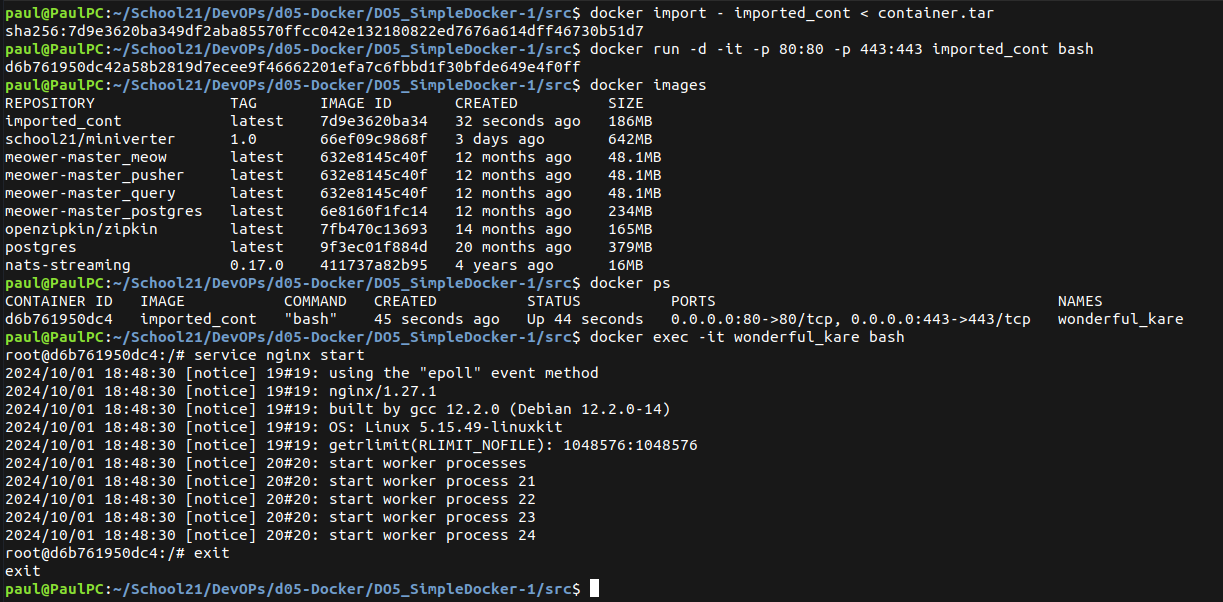 paul@PaulPC:~/School21/DevOPs/d05-Docker/DO5_SimpleDocker-1/src$ docker import - imported_cont < container.tar
sha256:7d9e3620ba349df2aba85570ffcc042e132180822ed7676a614dff46730b51d7
paul@PaulPC:~/School21/DevOPs/d05-Docker/DO5_SimpleDocker-1/src$ docker run -d -it -p 80:80 -p 443:443 imported_cont bash
d6b761950dc42a58b2819d7ecee9f46662201efa7c6fbbd1f30bfde649e4f0ff
paul@PaulPC:~/School21/DevOPs/d05-Docker/DO5_SimpleDocker-1/src$ docker images
REPOSITORY               TAG       IMAGE ID       CREATED          SIZE
imported_cont            latest    7d9e3620ba34   32 seconds ago   186MB
school21/miniverter      1.0       66ef09c9868f   3 days ago       642MB
meower-master_meow       latest    632e8145c40f   12 months ago    48.1MB
meower-master_pusher     latest    632e8145c40f   12 months ago    48.1MB
meower-master_query      latest    632e8145c40f   12 months ago    48.1MB
meower-master_postgres   latest    6e8160f1fc14   12 months ago    234MB
openzipkin/zipkin        latest    7fb470c13693   14 months ago    165MB
postgres                 latest    9f3ec01f884d   20 months ago    379MB
nats-streaming           0.17.0    411737a82b95   4 years ago      16MB
paul@PaulPC:~/School21/DevOPs/d05-Docker/DO5_SimpleDocker-1/src$ docker ps
CONTAINER ID   IMAGE           COMMAND   CREATED          STATUS          PORTS                                      NAMES
d6b761950dc4   imported_cont   "bash"    45 seconds ago   Up 44 seconds   0.0.0.0:80->80/tcp, 0.0.0.0:443->443/tcp   wonderful_kare
paul@PaulPC:~/School21/DevOPs/d05-Docker/DO5_SimpleDocker-1/src$ docker exec -it wonderful_kare bash
root@d6b761950dc4:/# service nginx start
2024/10/01 18:48:30 [notice] 19#19: using the "epoll" event method
2024/10/01 18:48:30 [notice] 19#19: nginx/1.27.1
2024/10/01 18:48:30 [notice] 19#19: built by gcc 12.2.0 (Debian 12.2.0-14)
2024/10/01 18:48:30 [notice] 19#19: OS: Linux 5.15.49-linuxkit
2024/10/01 18:48:30 [notice] 19#19: getrlimit(RLIMIT_NOFILE): 1048576:1048576
2024/10/01 18:48:30 [notice] 20#20: start worker processes
2024/10/01 18:48:30 [notice] 20#20: start worker process 21
2024/10/01 18:48:30 [notice] 20#20: start worker process 22
2024/10/01 18:48:30 [notice] 20#20: start worker process 23
2024/10/01 18:48:30 [notice] 20#20: start worker process 24
root@d6b761950dc4:/# exit
exit
paul@PaulPC:~/School21/DevOPs/d05-Docker/DO5_SimpleDocker-1/src$